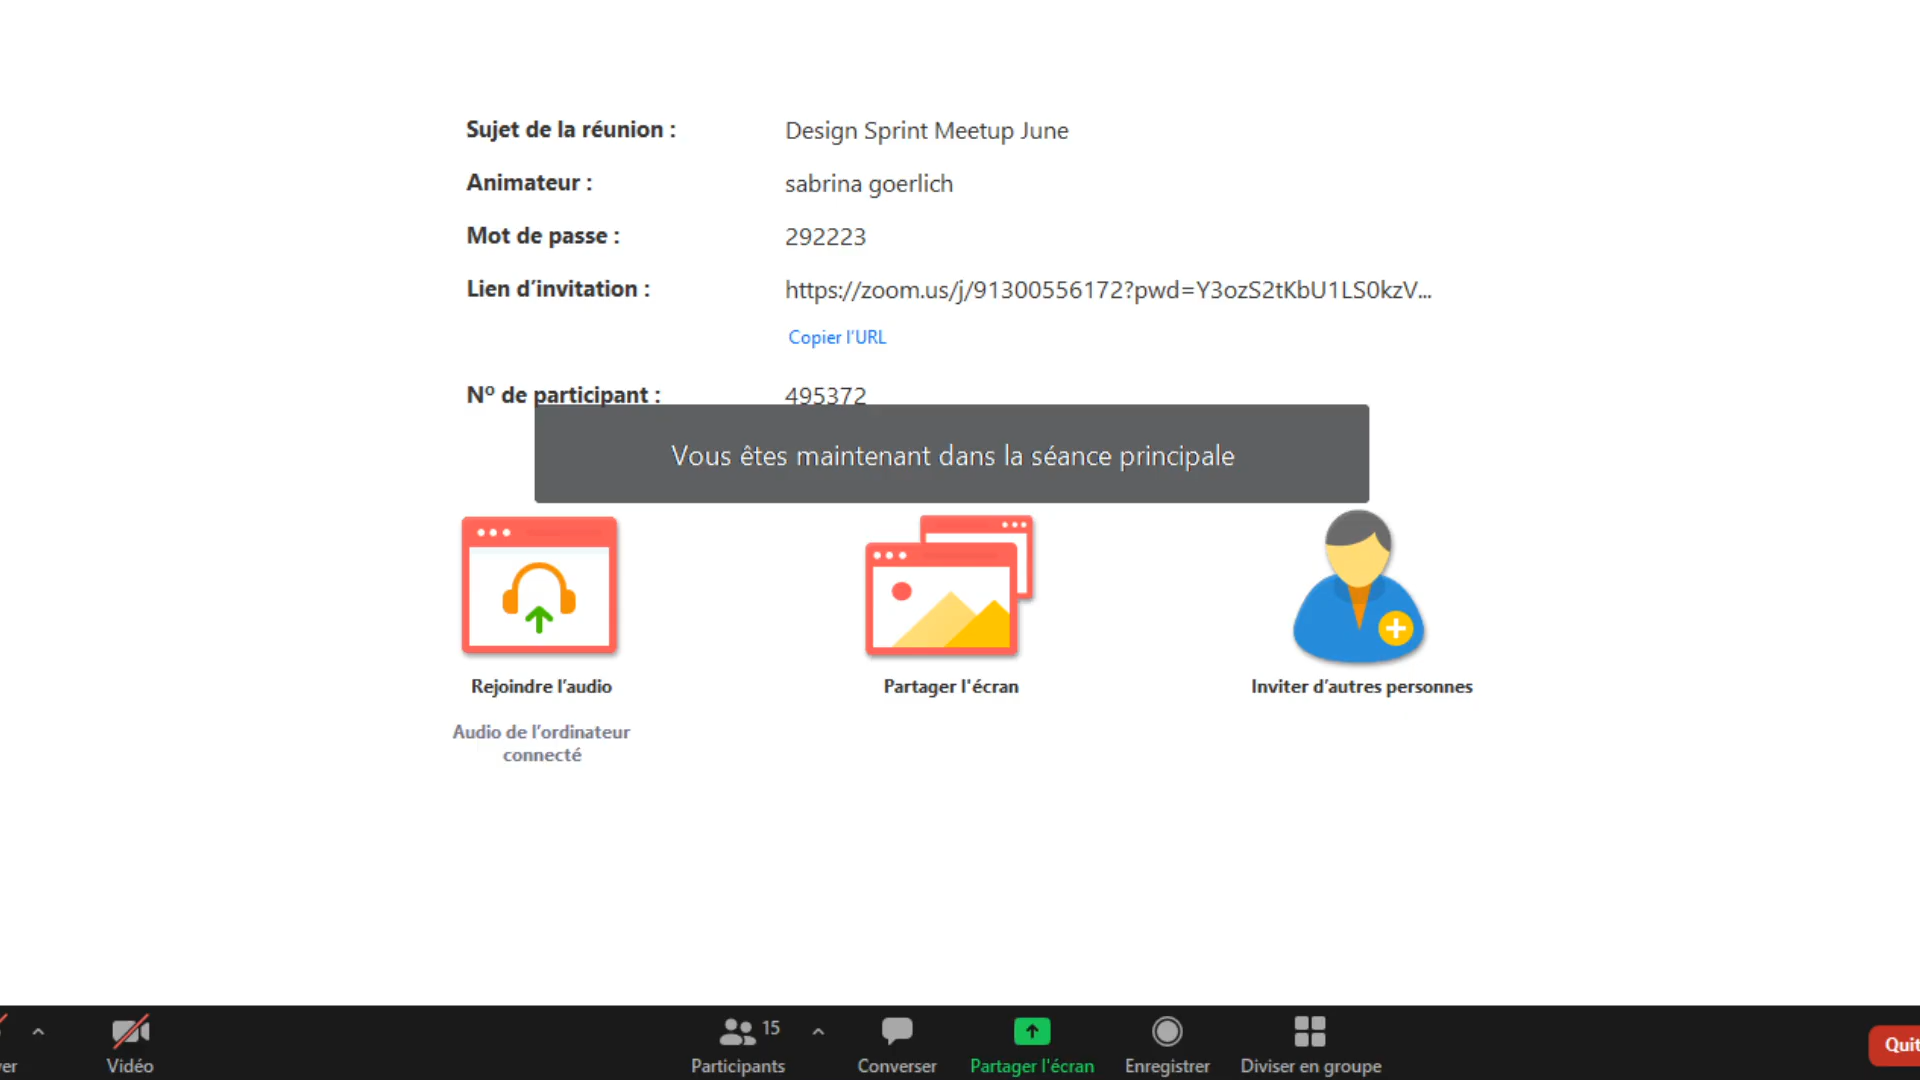 Sujet de la réunion : Design Sprint Meetup June
Animateur : sabrina goerlich
Mot de passe : 292223
Lien d'invitation : https://zoom.us/j/91300556172?pwd=Y3ozS2tKbU1LS0kzV...
Copier l'URL
Nº de participant : 495372
Vous êtes maintenant dans la séance principale
Rejoindre l'audio
Partager l'écran
Inviter d'autres personnes
Audio de l'ordinateur
connecté
15
Vidéo
Participants
Converser
Partager l'écran
Enregistrer
Diviser en groupe